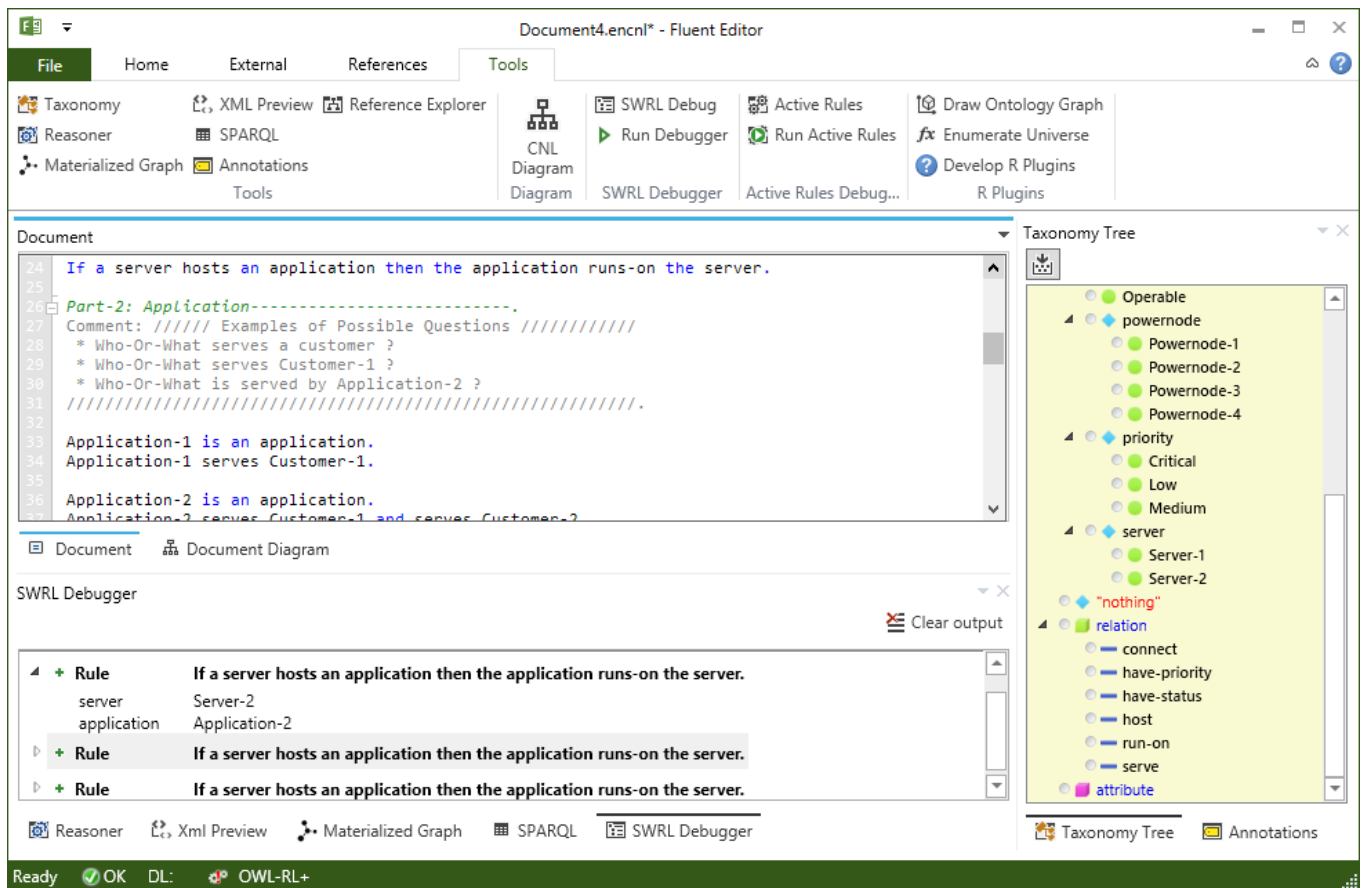 Document4.encnl* - Fluent Editor
File Home External References Tools
Taxonomy XML Preview Reference Explorer SWRL Debug Active Rules Draw Ontology Graph
Reasoner SPARQL Run Debugger Run Active Rules fx Enumerate Universe
CNL
Materialized Graph Annotations Diagram Develop R Plugins
Tools Diagram SWRL Debugger Active Rules Debug... R Plugins
Document
24 If a server hosts an application then the application runs-on the server.
25
26 Part-2: Application---------------------------.
27 Comment: ////// Examples of Possible Questions ////////////
28 * Who-Or-What serves a customer ?
29 * Who-Or-What serves Customer-1 ?
30 * Who-Or-What is served by Application-2 ?
31 ///////////////////////////////////////////////////////////.
32
33 Application-1 is an application.
34 Application-1 serves Customer-1.
35
36 Application-2 is an application.
37 Application-2 serves Customer-1 and serves Customer-2
Document Document Diagram
SWRL Debugger
Clear output
+ Rule If a server hosts an application then the application runs-on the server.
server Server-2
application Application-2
+ Rule If a server hosts an application then the application runs-on the server.
+ Rule If a server hosts an application then the application runs-on the server.
Reasoner Xml Preview Materialized Graph SPARQL SWRL Debugger
Taxonomy Tree
Operable
powernode
Powernode-1
Powernode-2
Powernode-3
Powernode-4
priority
Critical
Low
Medium
server
Server-1
Server-2
"nothing"
relation
connect
have-priority
have-status
host
run-on
serve
attribute
Taxonomy Tree Annotations
Ready OK DL: OWL-RL+